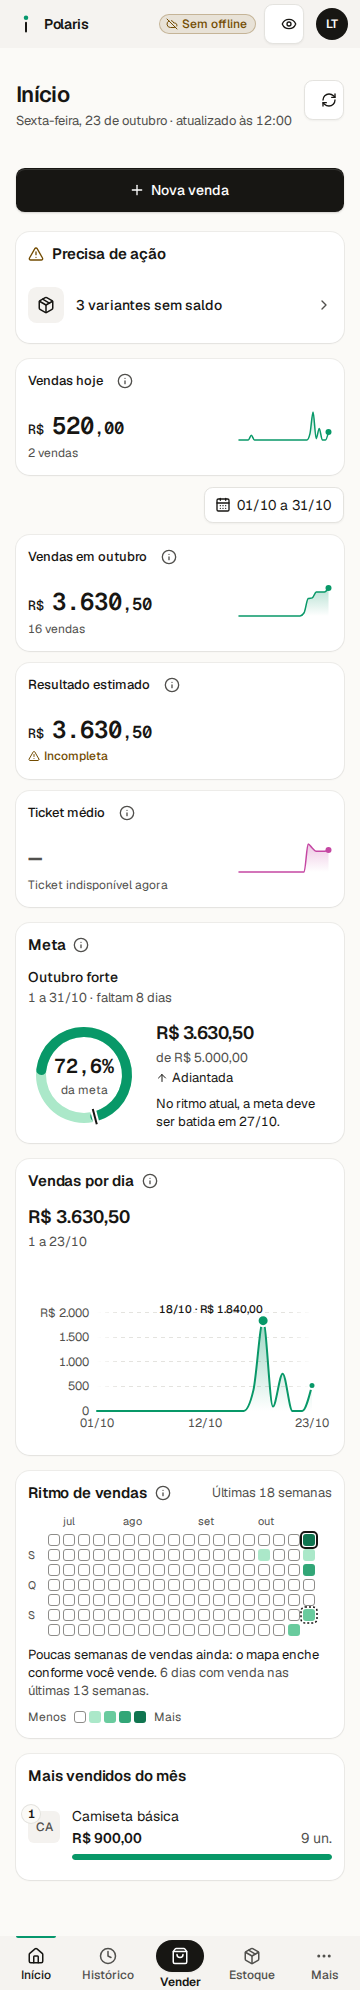 Polaris
Sem offline
LT
Início
Sexta-feira, 23 de outubro · atualizado às 12:00
Nova venda
Precisa de ação
3 variantes sem saldo
Vendas hoje
R$ 520,00
2 vendas
01/10 a 31/10
Vendas em outubro
R$ 3.630,50
16 vendas
Resultado estimado
R$ 3.630,50
Incompleta
Ticket médio
—
Ticket indisponível agora
Meta
Outubro forte
1 a 31/10 · faltam 8 dias
72,6%
da meta
R$ 3.630,50
de R$ 5.000,00
Adiantada
No ritmo atual, a meta deve
ser batida em 27/10.
Vendas por dia
R$ 3.630,50
1 a 23/10
18/10 · R$ 1.840,00
R$ 2.000
1.500
1.000
500
0
01/10 12/10 23/10
Ritmo de vendas
Últimas 18 semanas
jul ago set out
S
Q
S
Poucas semanas de vendas ainda: o mapa enche
conforme você vende. 6 dias com venda nas
últimas 13 semanas.
Menos Mais
Mais vendidos do mês
1
CA
Camiseta básica
R$ 900,00 9 un.
Início Histórico Vender Estoque Mais